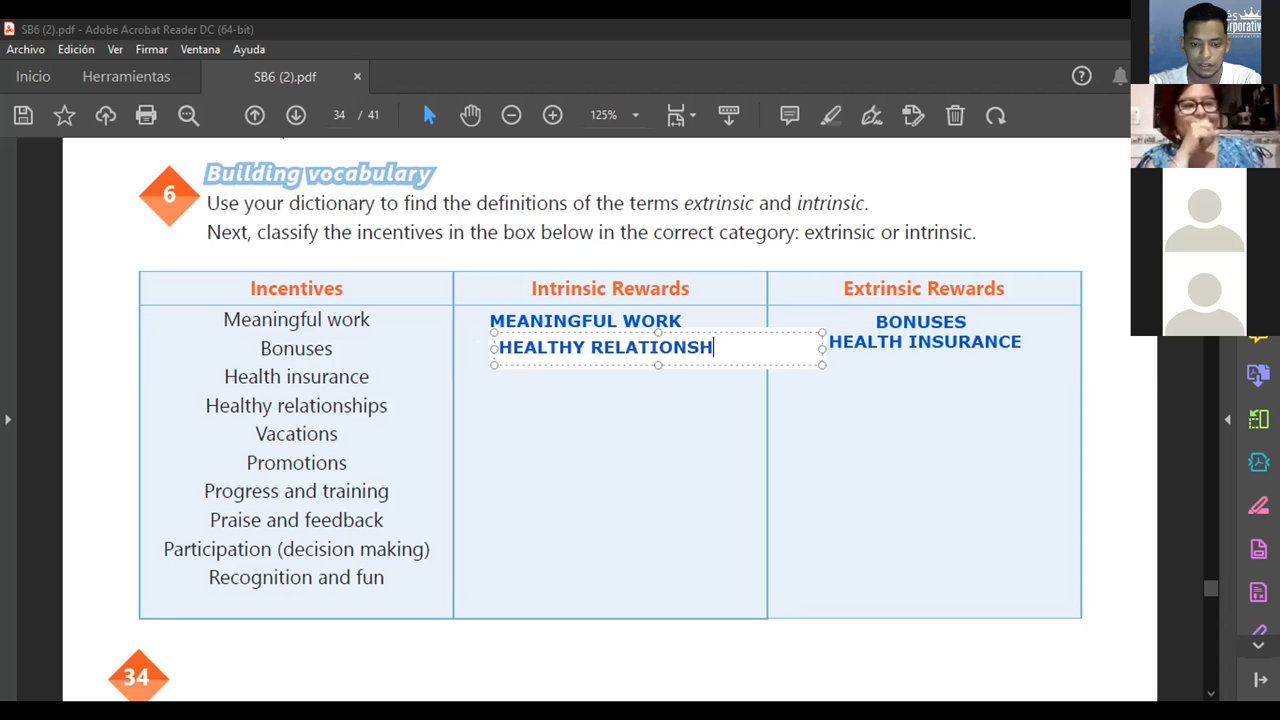 SB6 (2).pdf - Adobe Acrobat Reader DC (64-bit)
Archivo Edición Ver Firmar Ventana Ayuda
Inicio Herramientas SB6 (2).pdf ×
34 / 41 125%
6 Building vocabulary
Use your dictionary to find the definitions of the terms extrinsic and intrinsic.
Next, classify the incentives in the box below in the correct category: extrinsic or intrinsic.
Incentives Intrinsic Rewards Extrinsic Rewards
Meaningful work MEANINGFUL WORK BONUSES
Bonuses HEALTHY RELATIONSH HEALTH INSURANCE
Health insurance
Healthy relationships
Vacations
Promotions
Progress and training
Praise and feedback
Participation (decision making)
Recognition and fun
34